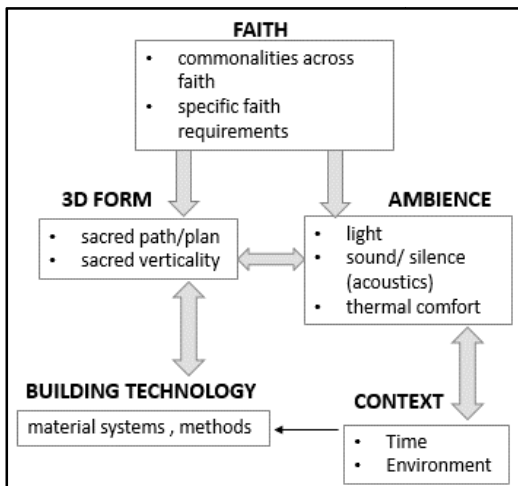 FAITH
• commonalities across
faith
• specific faith
requirements
3D FORM
• sacred path/plan
• sacred verticality
AMBIENCE
• light
• sound/ silence
(acoustics)
• thermal comfort
BUILDING TECHNOLOGY
material systems , methods
CONTEXT
• Time
• Environment